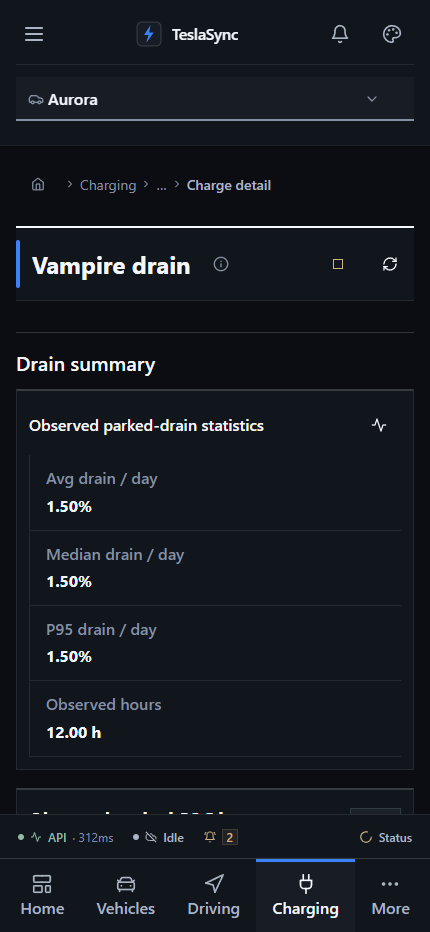 TeslaSync
Aurora
Charging
...
Charge detail
Vampire drain
Drain summary
Observed parked-drain statistics
Avg drain / day
1.50%
Median drain / day
1.50%
P95 drain / day
1.50%
Observed hours
12.00 h
API · 312ms
Idle
2
Status
Home
Vehicles
Driving
Charging
More